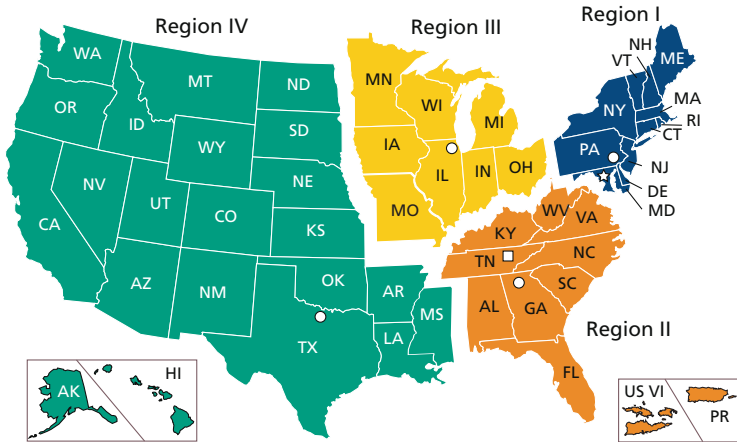 Region IV
Region III
Region I
WA
MT
ND
OR
ID
SD
WY
NE
NV
UT
CO
CA
KS
AZ
NM
OK
AR
MS
LA
TX
MN
WI
MI
IA
IL
IN
OH
MO
NH
VT
ME
NY
MA
RI
CT
PA
NJ
DE
MD
WV
VA
KY
TN
NC
SC
AL
GA
FL
Region II
AK
HI
US VI
PR